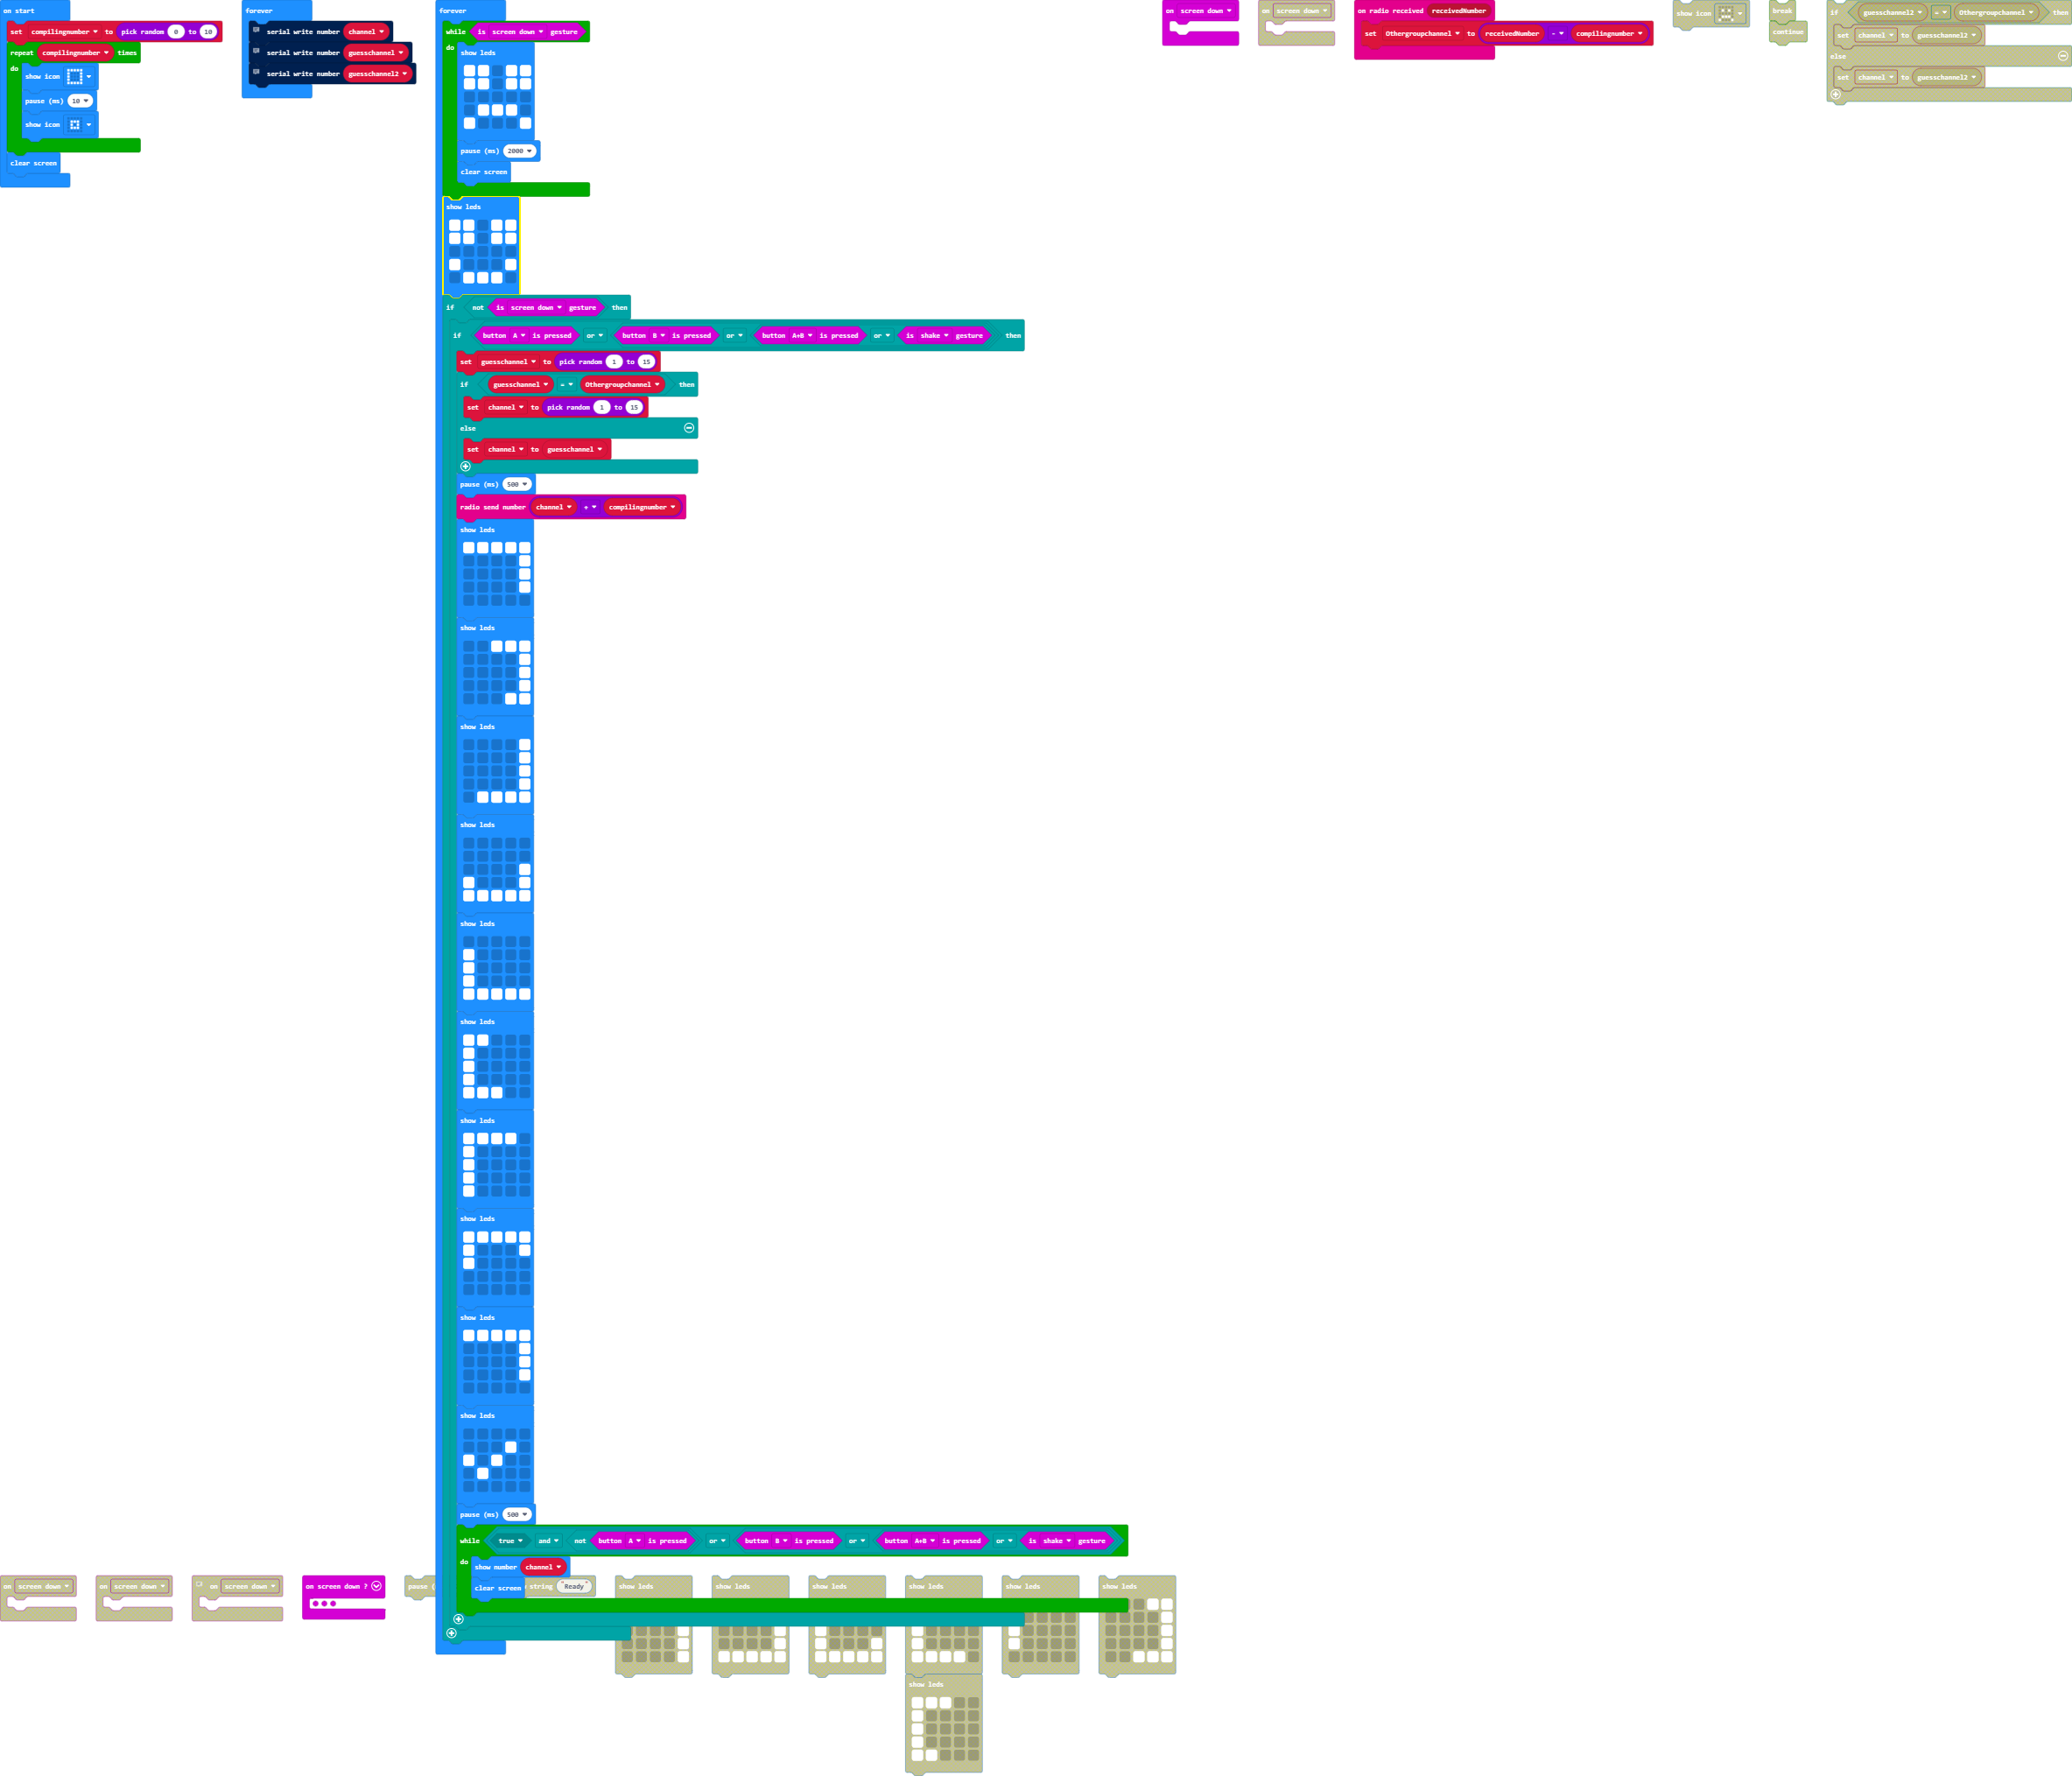 on start
set compilingnumber to pick random 0 to 10
repeat compilingnumber times
do
show icon
pause (ms) 10
show icon
clear screen
forever
serial write number channel
serial write number guesschannel
serial write number guesschannel2
forever
while is screen down gesture
do
show leds
pause (ms) 2000
clear screen
show leds
if not is screen down gesture then
if button A is pressed or button B is pressed or button A+B is pressed or is shake gesture then
set guesschannel to pick random 1 to 15
if guesschannel = Othergroupchannel then
set channel to pick random 1 to 15
else
set channel to guesschannel
pause (ms) 500
radio send number channel + compilingnumber
show leds
show leds
show leds
show leds
show leds
show leds
show leds
show leds
show leds
show leds
pause (ms) 500
while true and not button A is pressed or button B is pressed or button A+B is pressed or is shake gesture
do
show number channel
clear screen
on screen down
on screen down
on radio received receivedNumber
set Othergroupchannel to receivedNumber - compilingnumber
show icon
break
continue
if guesschannel2 = Othergroupchannel then
set channel to guesschannel2
else
set channel to guesschannel2
on screen down
on screen down
on screen down
on screen down ?
pause (
string "Ready"
show leds
show leds
show leds
show leds
show leds
show leds
show leds